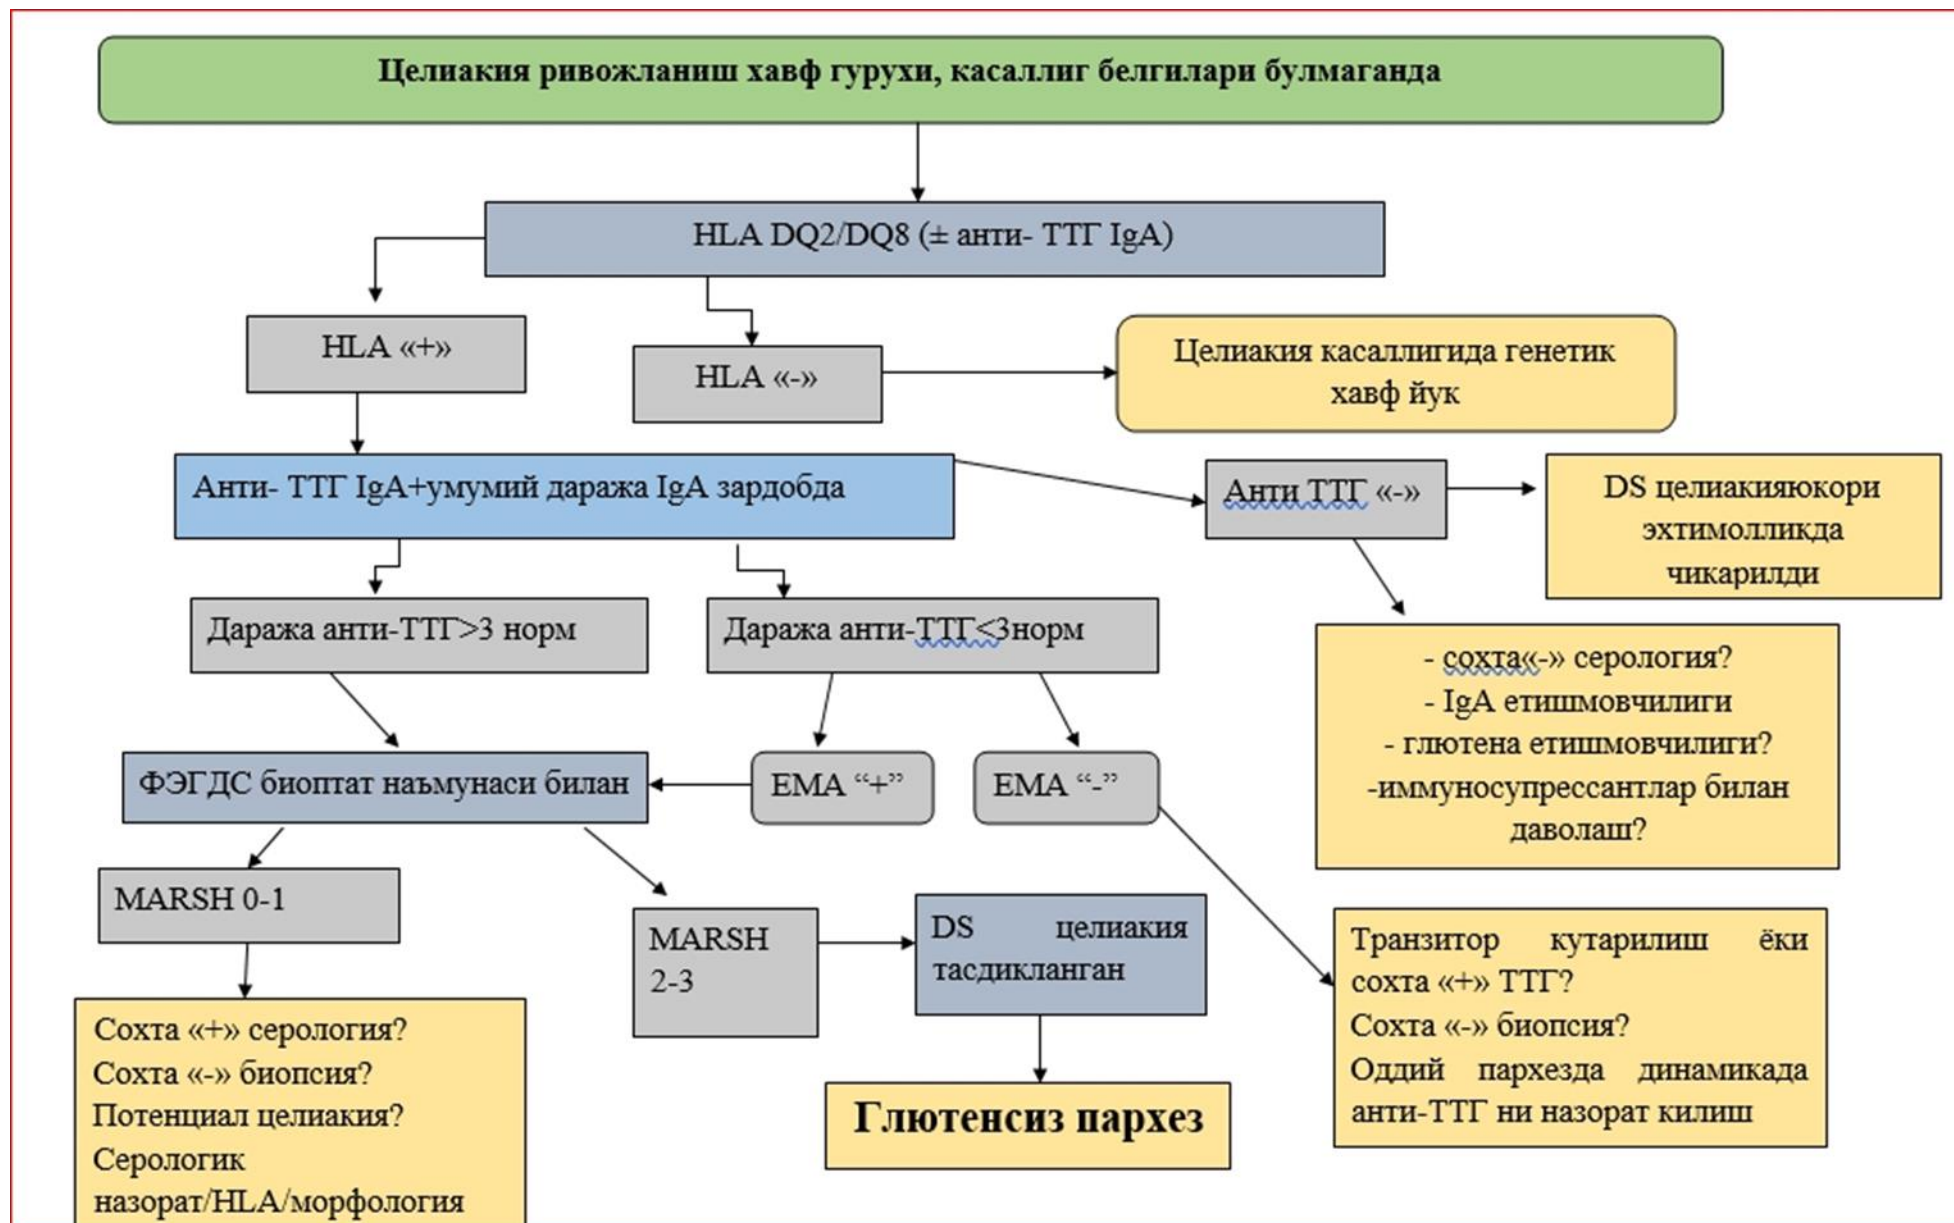 Целиакия ривожланиш хавф гурухи, касаллиг белгилари булмаганда
HLA DQ2/DQ8 (± анти- ТТГ IgA)
HLA «+»
HLA «-»
Целиакия касаллигида генетик
хавф йук
Анти- ТТГ IgA+умумий даража IgA зардобда
Анти ТТГ «-»
DS целиакияюкори
эхтимолликда
чикарилди
Даража анти-ТТГ>3 норм
Даража анти-ТТГ<3норм
- сохта«-» серология?
- IgA етишмовчилиги
- глютена етишмовчилиги?
-иммуносупрессантлар билан
даволаш?
ФЭГДС биоптат наъмунаси билан
EMA “+”
EMA “-”
MARSH 0-1
MARSH
2-3
DS целиакия
тасдикланган
Транзитор кутарилиш ёки
сохта «+» ТТГ?
Сохта «-» биопсия?
Оддий пархезда динамикада
анти-ТТГ ни назорат килиш
Сохта «+» серология?
Сохта «-» биопсия?
Потенциал целиакия?
Серологик
назорат/HLA/морфология
Глютенсиз пархез